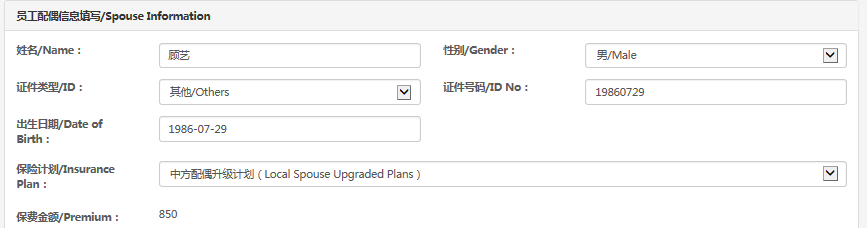 员工配偶信息填写/Spouse Information
姓名/Name： 顾艺 性别/Gender： 男/Male
证件类型/ID： 其他/Others 证件号码/ID No： 19860729
出生日期/Date of Birth： 1986-07-29
保险计划/Insurance Plan： 中方配偶升级计划（Local Spouse Upgraded Plans）
保费金额/Premium： 850